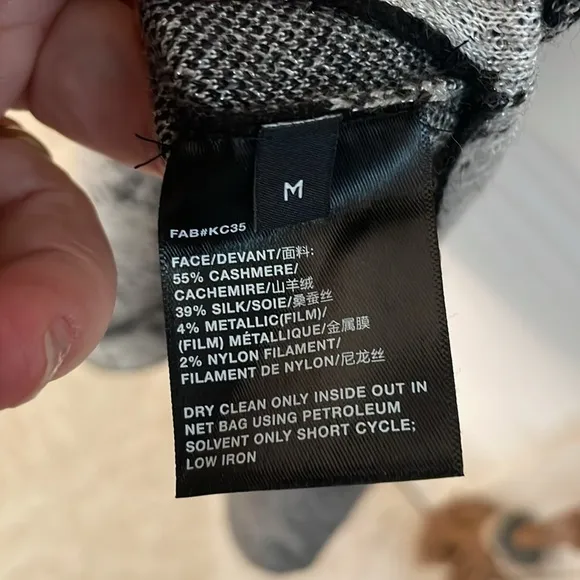 M
FAB#KC35
FACE/DEVANT/面料:
55% CASHMERE/
CACHEMIRE/山羊绒
39% SILK/SOIE/桑蚕丝
4% METALLIC(FILM)/
(FILM) MÉTALLIQUE/金属膜
2% NYLON FILAMENT/
FILAMENT DE NYLON/尼龙丝
DRY CLEAN ONLY INSIDE OUT IN
NET BAG USING PETROLEUM
SOLVENT ONLY SHORT CYCLE;
LOW IRON